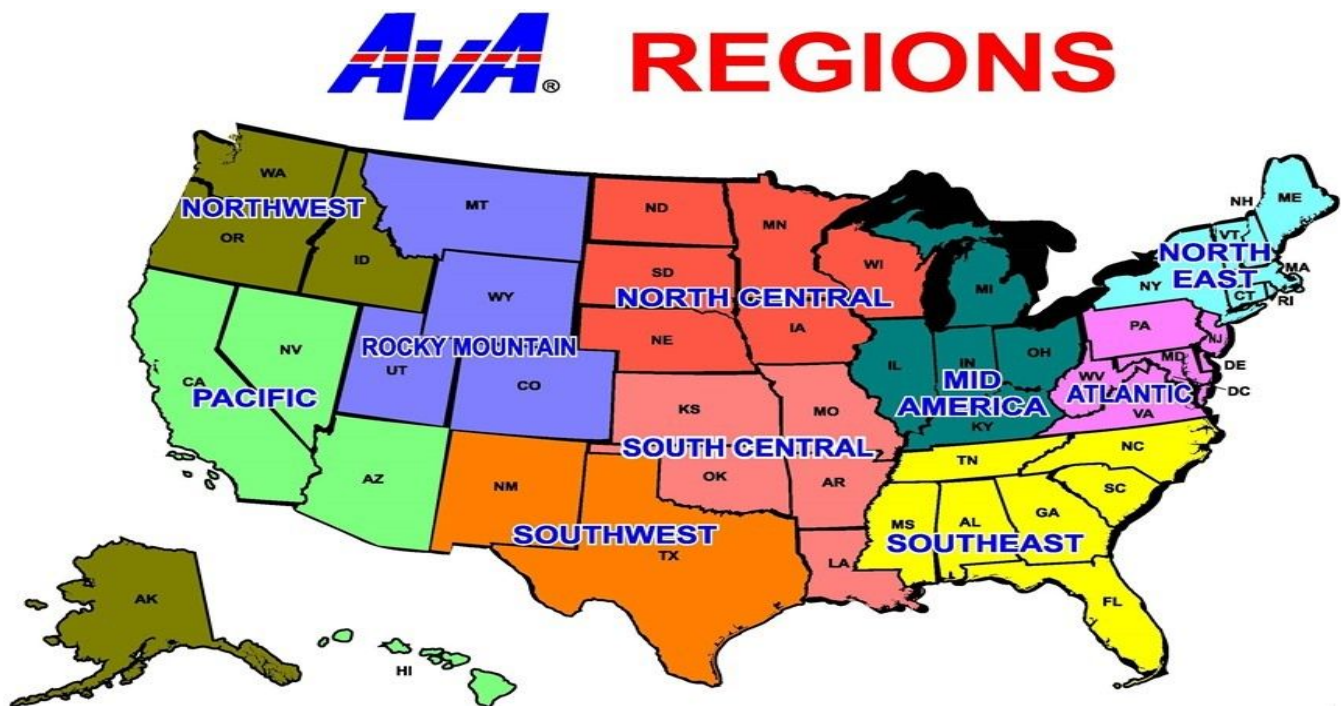 AVA® REGIONS
WA
NORTHWEST
OR
ID
MT
WY
ROCKY MOUNTAIN
UT
CO
NV
CA
PACIFIC
AZ
ND
MN
SD
WI
NORTH CENTRAL
NE
IA
KS
MO
SOUTH CENTRAL
OK
AR
LA
NM
SOUTHWEST
TX
MI
IL
IN
OH
MID
AMERICA
KY
NH
ME
VT
NORTH
EAST
MA
NY
CT
RI
PA
NJ
MD
DE
WV
ATLANTIC
DC
VA
TN
NC
SC
MS
AL
GA
SOUTHEAST
FL
AK
HI